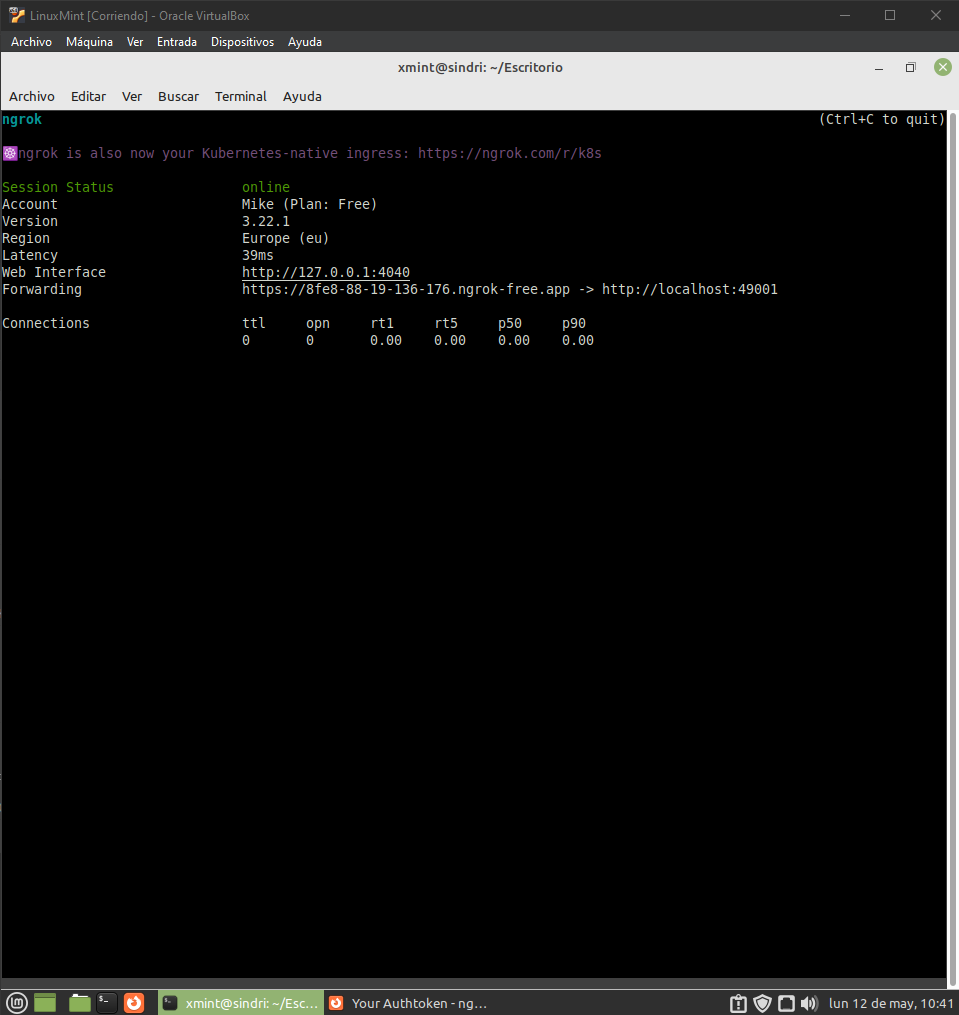 LinuxMint [Corriendo] - Oracle VirtualBox
Archivo Máquina Ver Entrada Dispositivos Ayuda
xmint@sindri: ~/Escritorio
Archivo Editar Ver Buscar Terminal Ayuda
ngrok (Ctrl+C to quit)
ngrok is also now your Kubernetes-native ingress: https://ngrok.com/r/k8s
Session Status online
Account Mike (Plan: Free)
Version 3.22.1
Region Europe (eu)
Latency 39ms
Web Interface http://127.0.0.1:4040
Forwarding https://8fe8-88-19-136-176.ngrok-free.app -> http://localhost:49001
Connections ttl opn rt1 rt5 p50 p90
0 0 0.00 0.00 0.00 0.00
xmint@sindri: ~/Esc... Your Authtoken - ng... lun 12 de may, 10:41